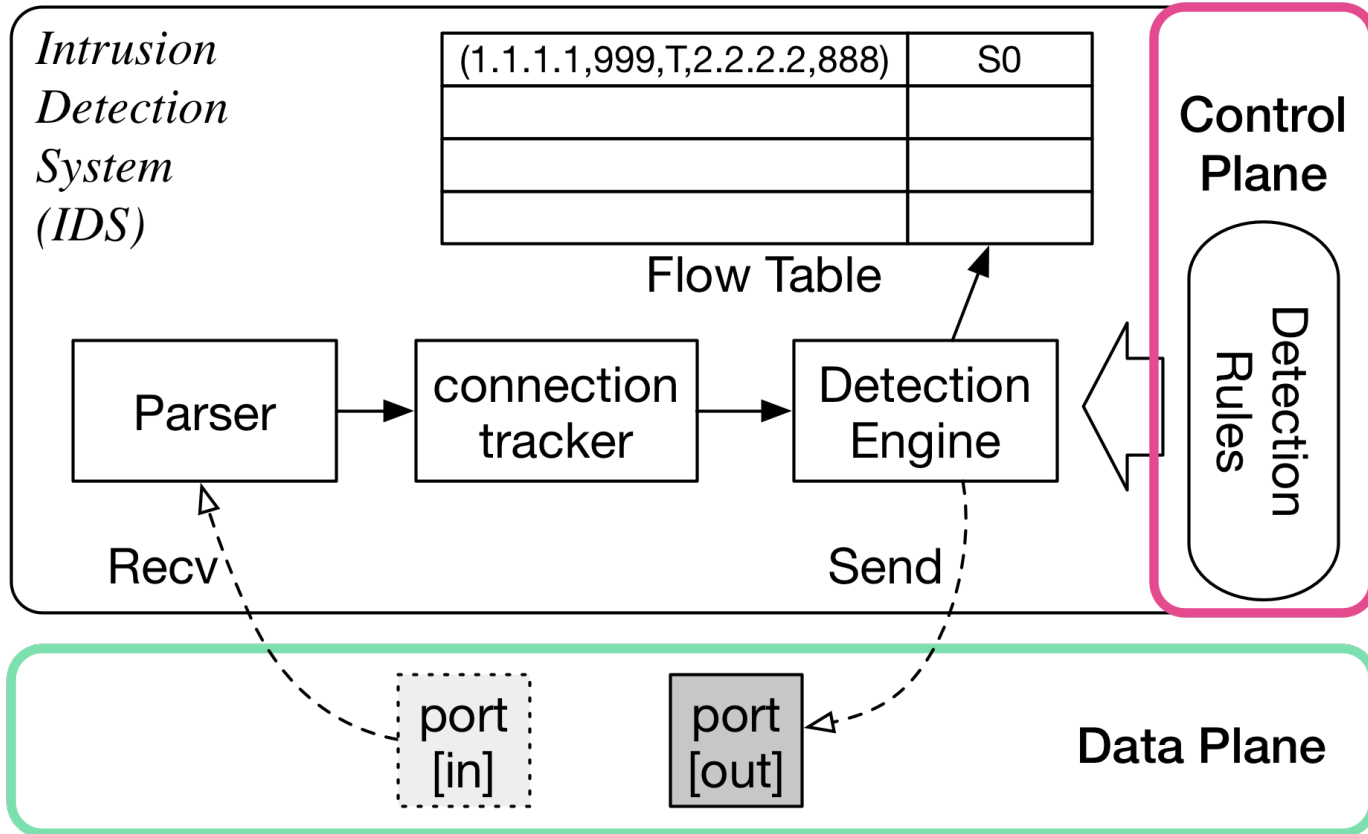 Intrusion
Detection
System
(IDS)
(1.1.1.1,999,T,2.2.2.2,888)
S0
Flow Table
Control
Plane
Detection
Rules
Parser
connection
tracker
Detection
Engine
Recv
Send
port
[in]
port
[out]
Data Plane